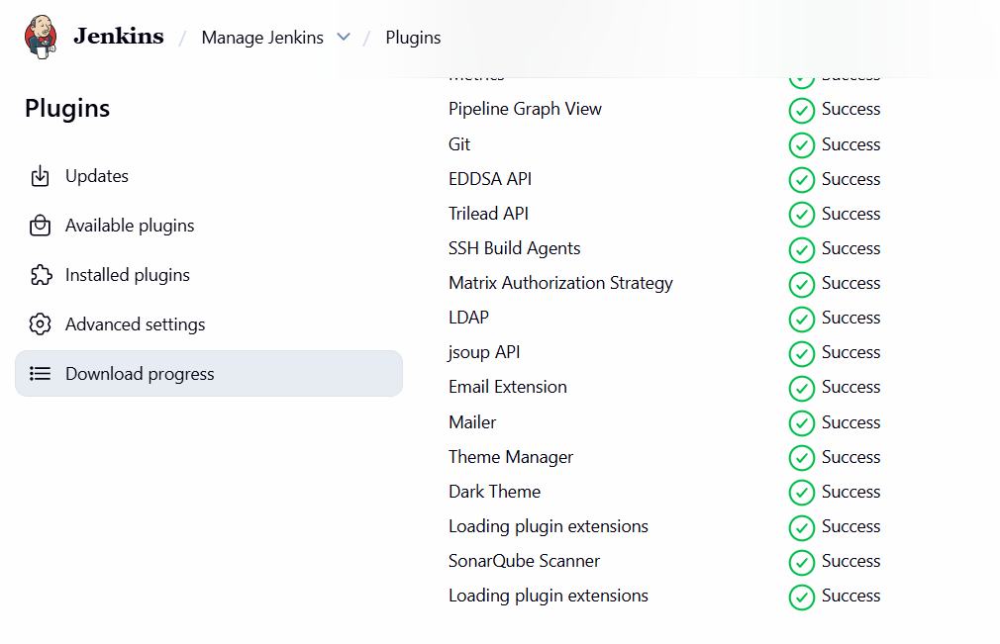 Jenkins / Manage Jenkins / Plugins
Plugins
Updates
Available plugins
Installed plugins
Advanced settings
Download progress
Metrics Success
Pipeline Graph View Success
Git Success
EDDSA API Success
Trilead API Success
SSH Build Agents Success
Matrix Authorization Strategy Success
LDAP Success
jsoup API Success
Email Extension Success
Mailer Success
Theme Manager Success
Dark Theme Success
Loading plugin extensions Success
SonarQube Scanner Success
Loading plugin extensions Success